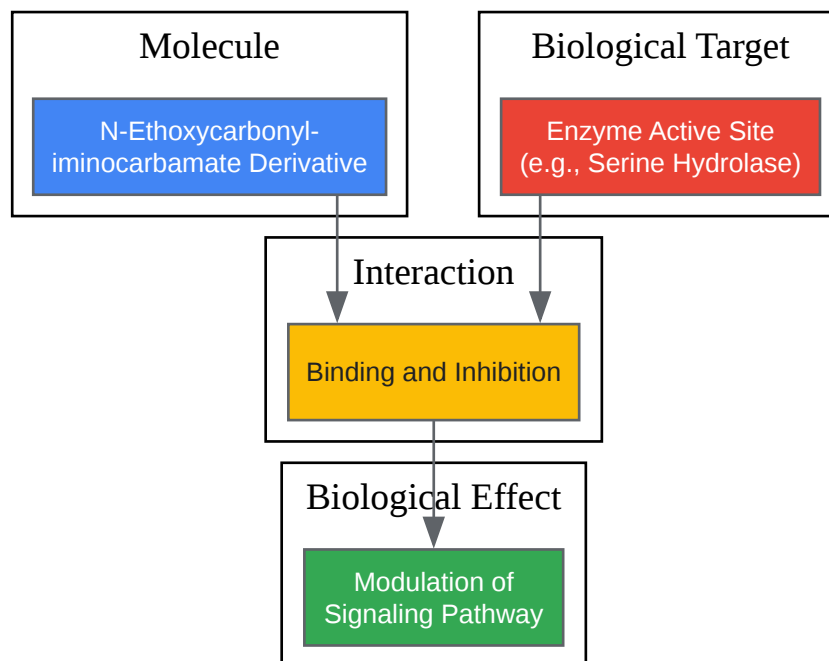 Molecule
N-Ethoxycarbonyl-
iminocarbamate Derivative
Biological Target
Enzyme Active Site
(e.g., Serine Hydrolase)
Interaction
Binding and Inhibition
Biological Effect
Modulation of
Signaling Pathway